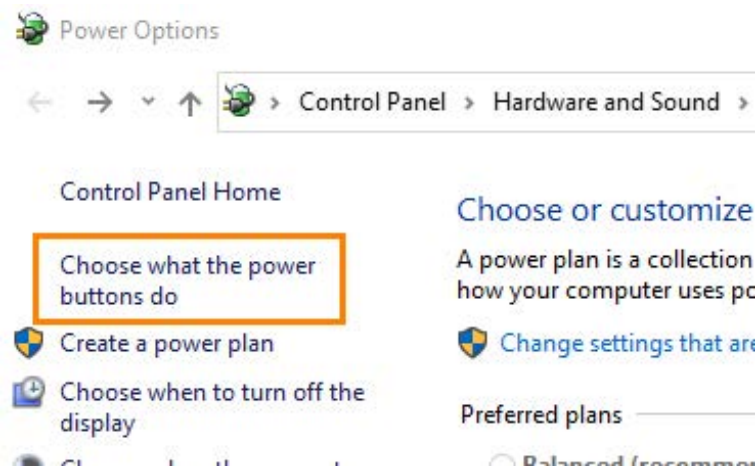 Power Options
Control Panel > Hardware and Sound >
Control Panel Home
Choose what the power
buttons do
Create a power plan
Choose when to turn off the
display
Choose or customize
A power plan is a collection
how your computer uses
Change settings that
Preferred plans
Balanced